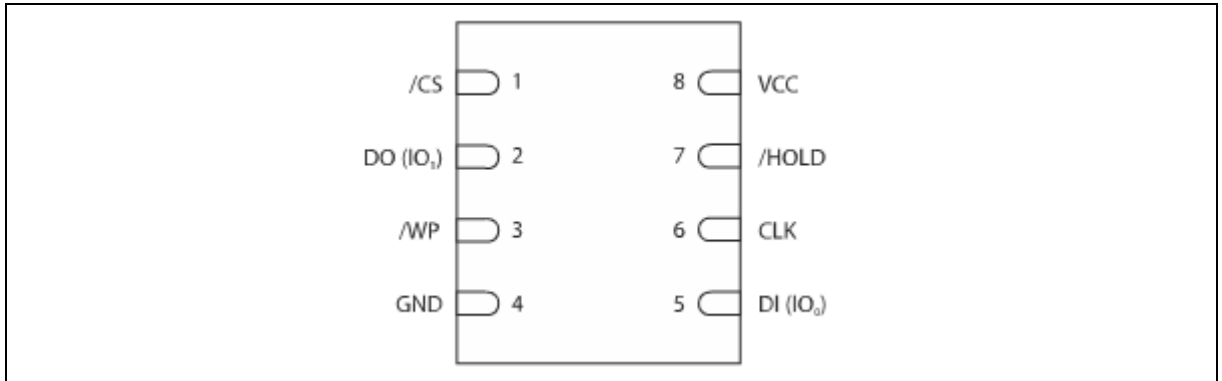 /CS 1 8 VCC
DO (IO₁) 2 7 /HOLD
/WP 3 6 CLK
GND 4 5 DI (IO₀)